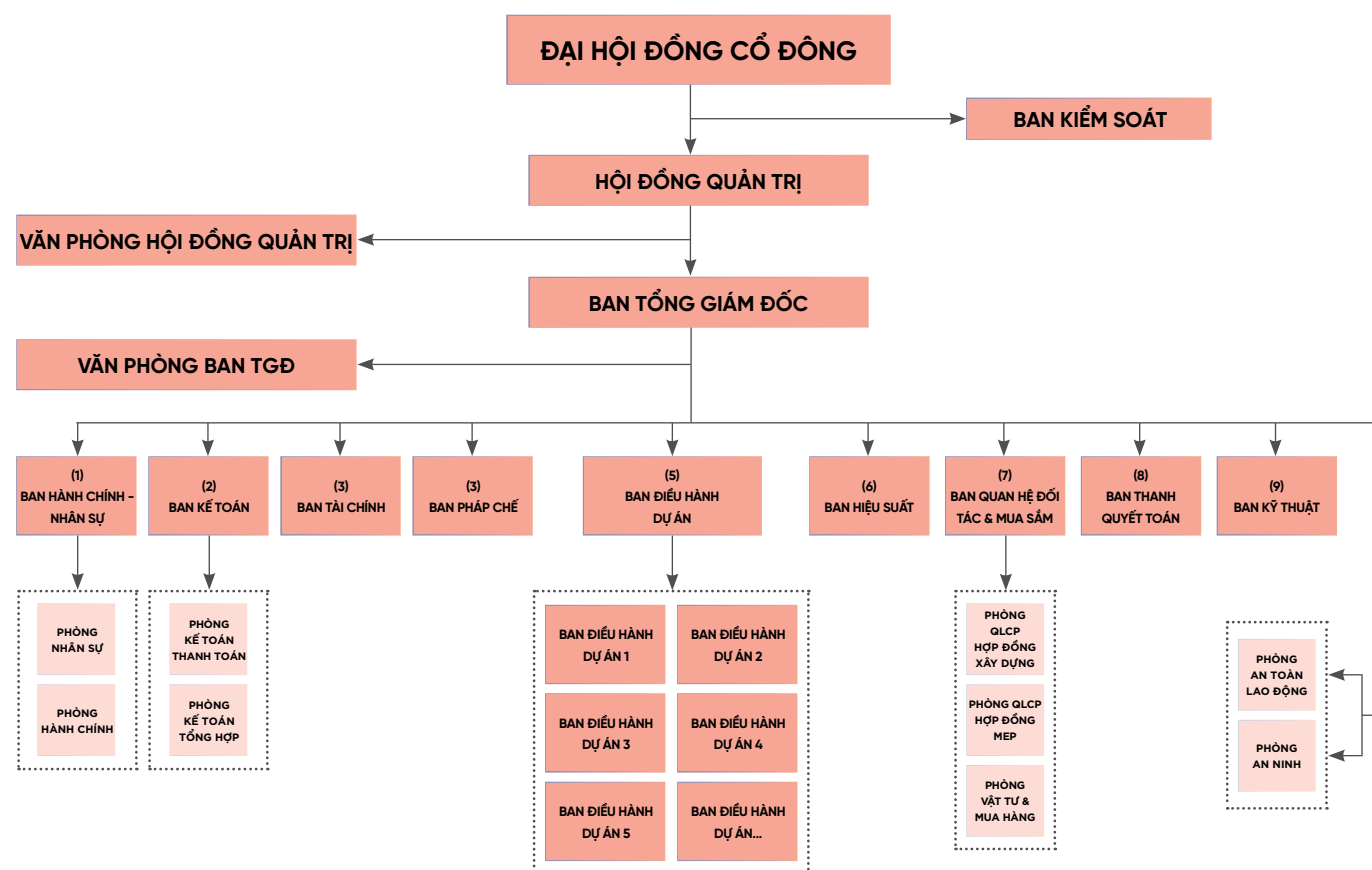 ĐẠI HỘI ĐỒNG CỔ ĐÔNG
BAN KIỂM SOÁT
HỘI ĐỒNG QUẢN TRỊ
VĂN PHÒNG HỘI ĐỒNG QUẢN TRỊ
BAN TỔNG GIÁM ĐỐC
VĂN PHÒNG BAN TGĐ
(1)
BAN HÀNH CHÍNH -
NHÂN SỰ
(2)
BAN KẾ TOÁN
(3)
BAN TÀI CHÍNH
(3)
BAN PHÁP CHẾ
(5)
BAN ĐIỀU HÀNH
DỰ ÁN
(6)
BAN HIỆU SUẤT
(7)
BAN QUAN HỆ ĐỐI
TÁC & MUA SẮM
(8)
BAN THANH
QUYẾT TOÁN
(9)
BAN KỸ THUẬT
PHÒNG
NHÂN SỰ
PHÒNG
HÀNH CHÍNH
PHÒNG
KẾ TOÁN
THANH TOÁN
PHÒNG
KẾ TOÁN
TỔNG HỢP
BAN ĐIỀU HÀNH
DỰ ÁN 1
BAN ĐIỀU HÀNH
DỰ ÁN 2
BAN ĐIỀU HÀNH
DỰ ÁN 3
BAN ĐIỀU HÀNH
DỰ ÁN 4
BAN ĐIỀU HÀNH
DỰ ÁN 5
BAN ĐIỀU HÀNH
DỰ ÁN...
PHÒNG
QLCP
HỢP ĐỒNG
XÂY DỰNG
PHÒNG QLCP
HỢP ĐỒNG
MEP
PHÒNG
VẬT TƯ &
MUA HÀNG
PHÒNG
AN TOÀN
LAO ĐỘNG
PHÒNG
AN NINH